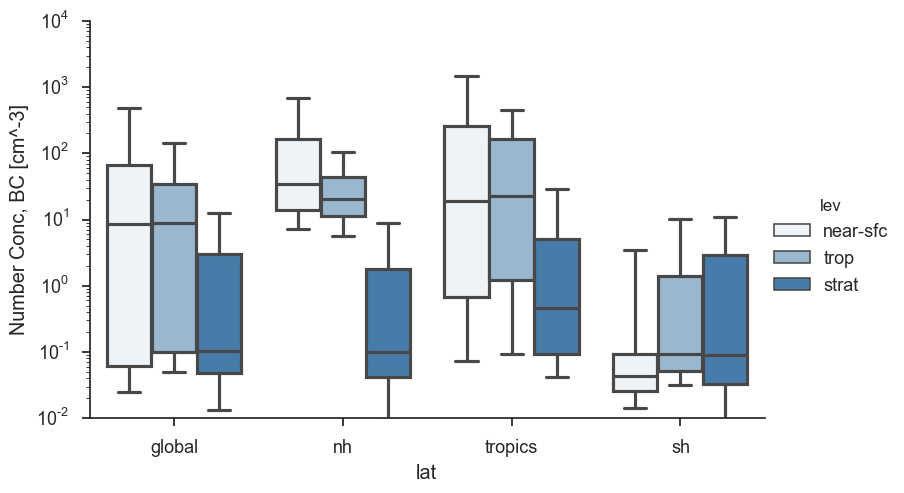 Number Conc, BC [cm^-3]
10^4
10^3
10^2
10^1
10^0
10^-1
10^-2
global nh tropics sh
lat
lev
near-sfc
trop
strat